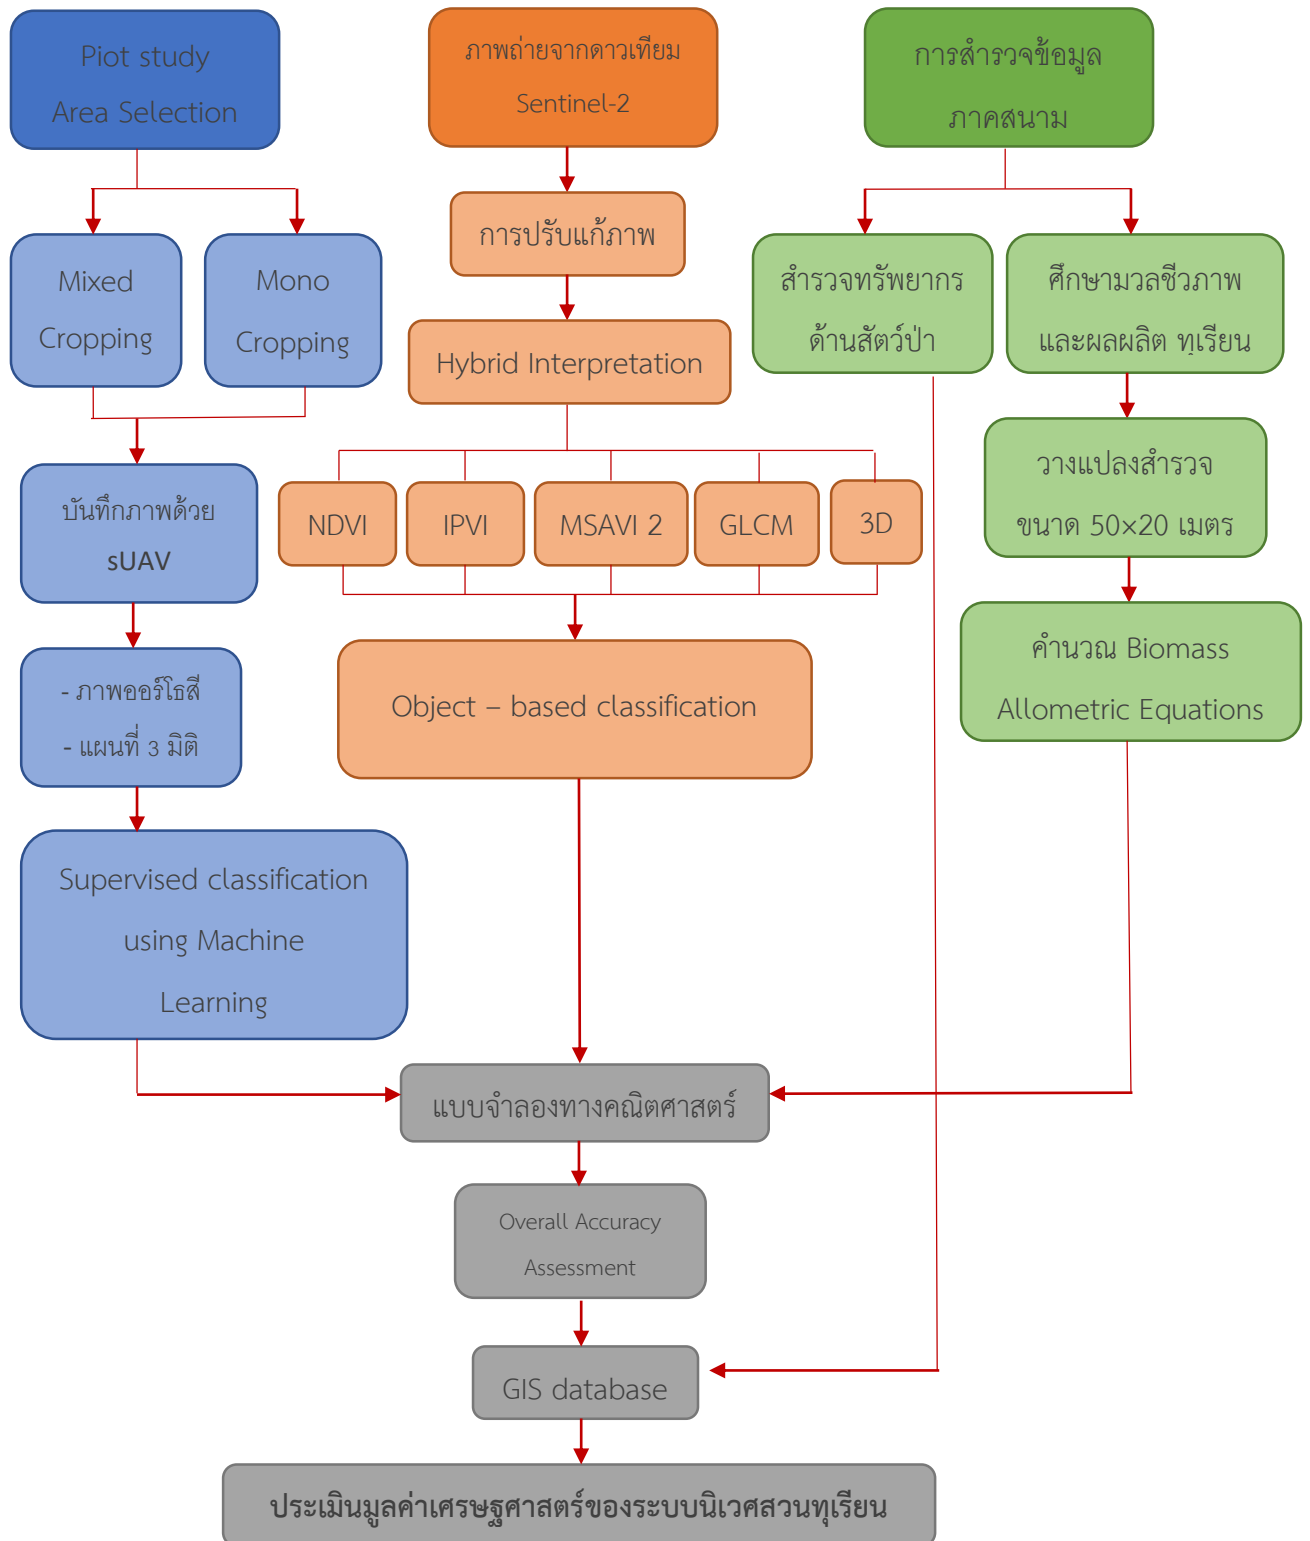 Piot study
Area Selection
ภาพถ่ายจากดาวเทียม
Sentinel-2
การสำรวจข้อมูล
ภาคสนาม
การปรับแก้ภาพ
Mixed
Cropping
Mono
Cropping
สำรวจทรัพยากร
ด้านสัตว์ป่า
ศึกษามวลชีวภาพ
และผลผลิต ทุเรียน
Hybrid Interpretation
บันทึกภาพด้วย
sUAV
NDVI
IPVI
MSAVI 2
GLCM
3D
วางแปลงสำรวจ
ขนาด 50×20 เมตร
- ภาพออร์โธสี
- แผนที่ 3 มิติ
Object – based classification
คำนวณ Biomass
Allometric Equations
Supervised classification
using Machine
Learning
แบบจำลองทางคณิตศาสตร์
Overall Accuracy
Assessment
GIS database
ประเมินมูลค่าเศรษฐศาสตร์ของระบบนิเวศสวนทุเรียน